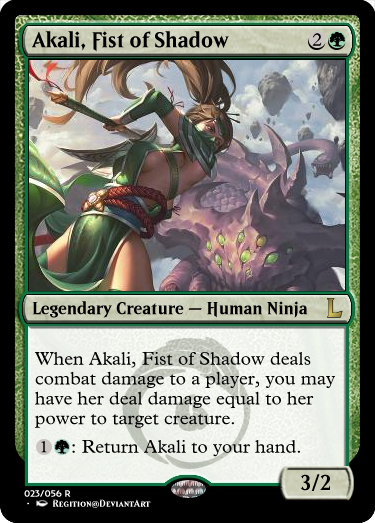 Akali, Fist of Shadow 2
Legendary Creature — Human Ninja L
When Akali, Fist of Shadow deals
combat damage to a player, you may
have her deal damage equal to her
power to target creature.
1 : Return Akali to your hand.
3/2
023/056 R
· Regition@DeviantArt